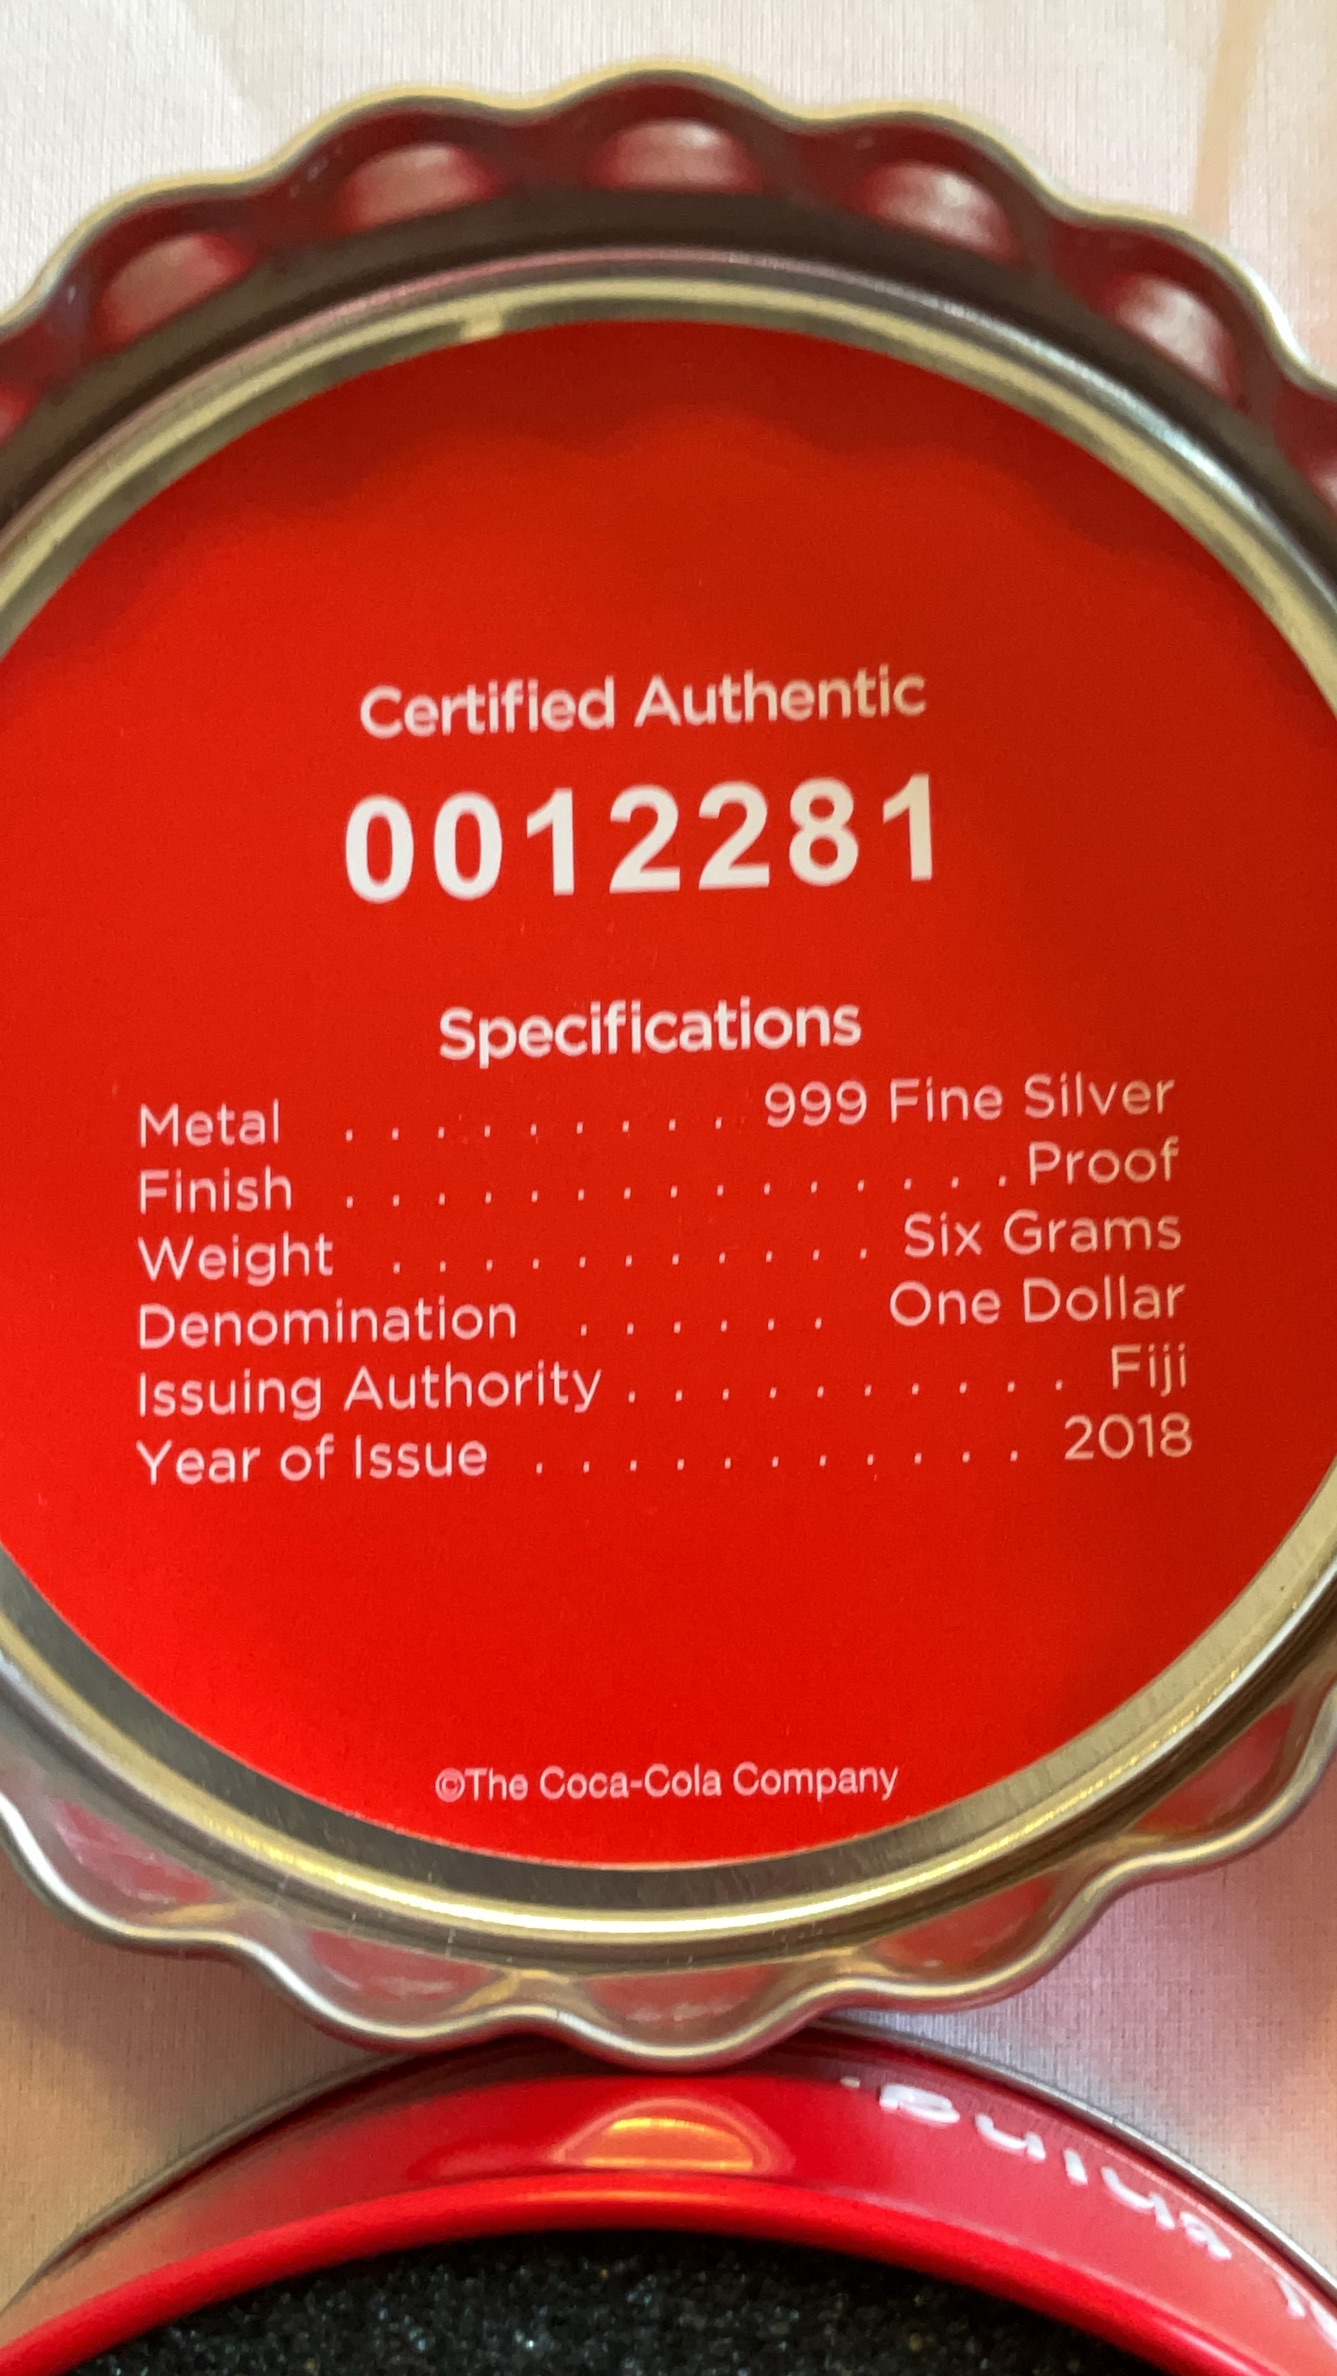 Certified Authentic
0012281
Specifications
Metal . . . . . . . . . 999 Fine Silver
Finish . . . . . . . . . . . . . . . Proof
Weight . . . . . . . . . . . Six Grams
Denomination . . . . . . One Dollar
Issuing Authority . . . . . . . . . . Fiji
Year of Issue . . . . . . . . . . . 2018
©The Coca-Cola Company